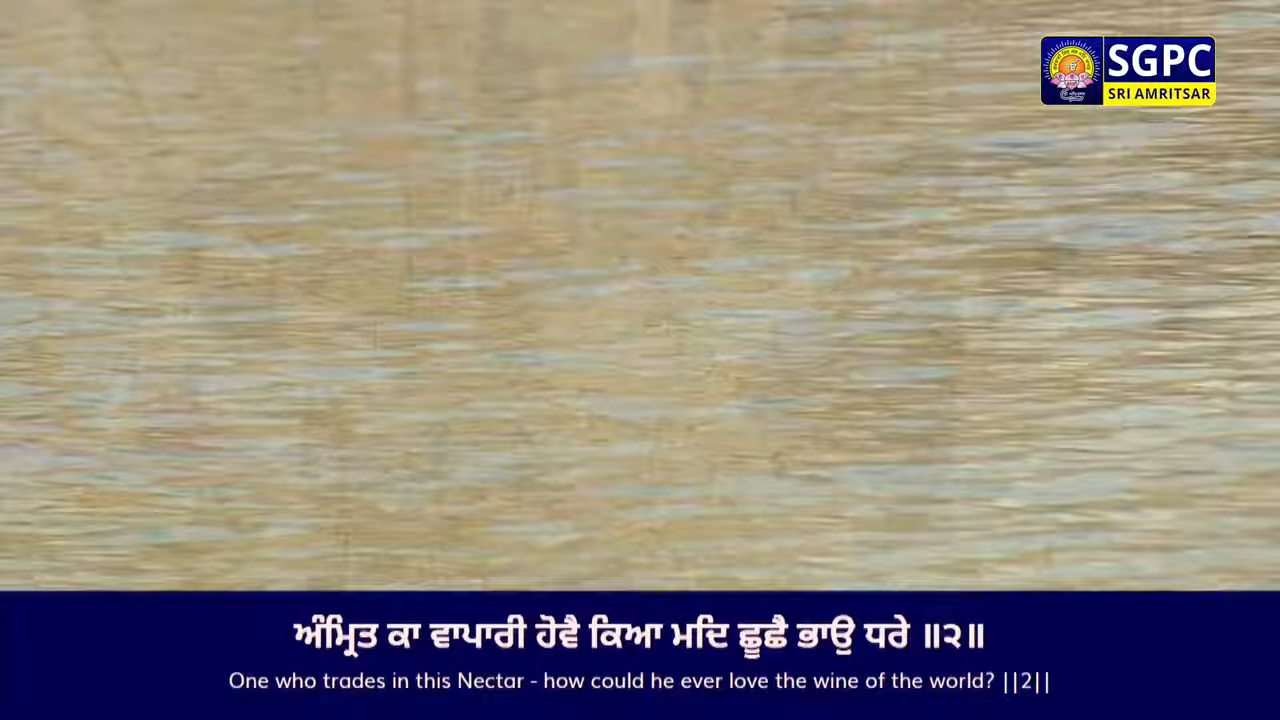 SGPC
SRI AMRITSAR
ਅੰਮ੍ਰਿਤ ਕਾ ਵਾਪਾਰੀ ਹੋਵੈ ਕਿਆ ਮਦਿ ਛੂਛੈ ਭਾਉ ਧਰੇ ॥੨॥
One who trades in this Nectar - how could he ever love the wine of the world? ||2||